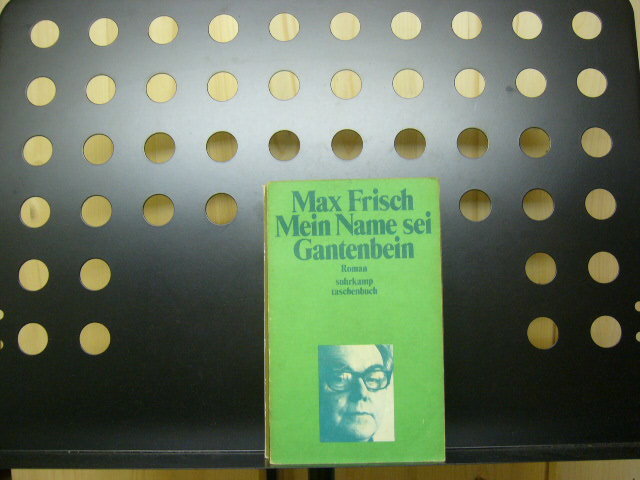 Max Frisch
Mein Name sei
Gantenbein
Roman
suhrkamp
taschenbuch